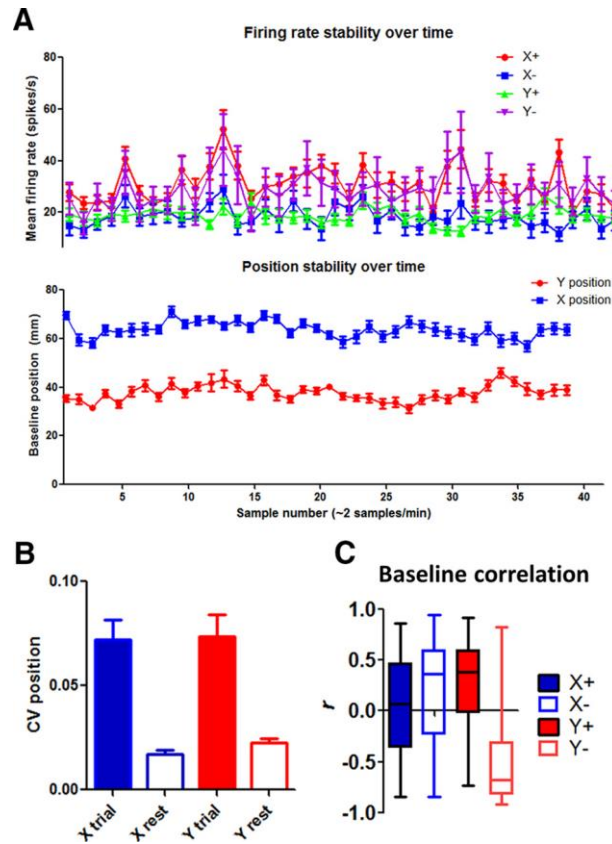 A
Firing rate stability over time
X+
X-
Y+
Y-
Mean firing rate (spikes/s)
80
60
40
20
Position stability over time
Y position
X position
Baseline position (mm)
80
60
40
20
0
5
10
15
20
25
30
35
40
Sample number (~2 samples/min)
B
CV position
0.10
0.05
0.00
X trial
X rest
Y trial
Y rest
C
Baseline correlation
r
1.0
0.5
0.0
-0.5
-1.0
X+
X-
Y+
Y-